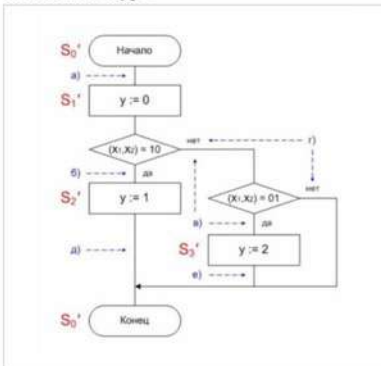 S₀' Начало
а)
S₁' y := 0
(X₁,X₂) = 10
нет
г)
б)
да
нет
S₂' y := 1
(X₁,X₂) = 01
в)
да
д)
S₃' y := 2
е)
S₀' Конец